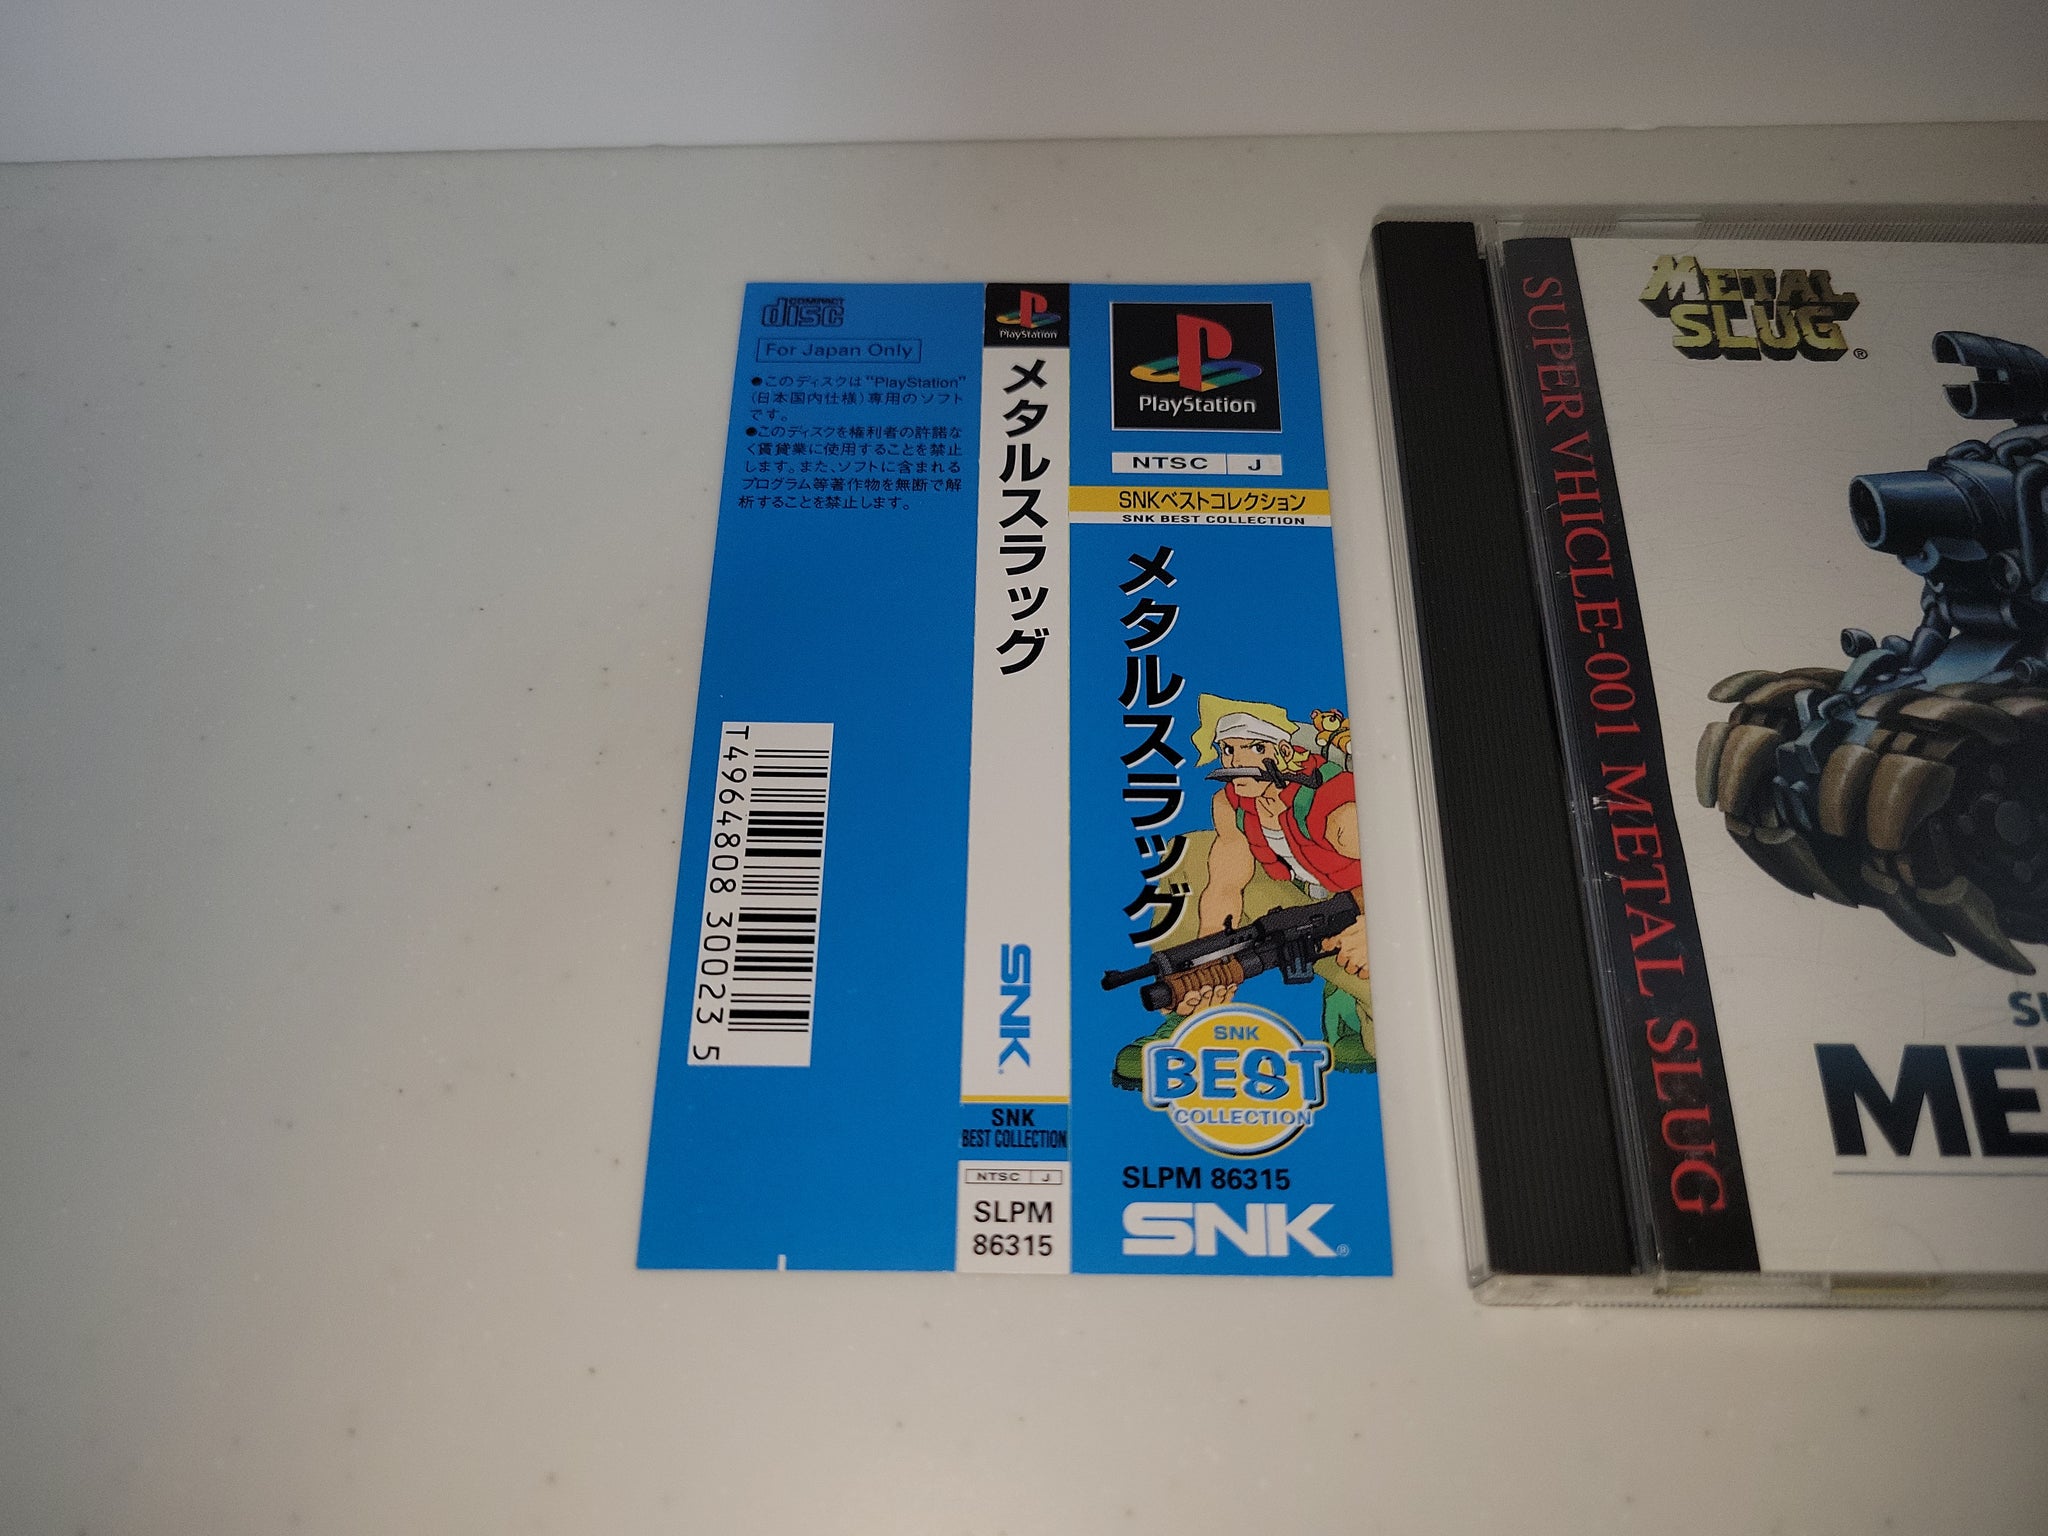 COMPACT
disc
For Japan Only
●このディスクは"PlayStation"
(日本国内仕様)専用のソフト
です。
●このディスクを権利者の許諾な
く賃貸業に使用することを禁止
します。また、ソフトに含まれる
プログラム等著作物を無断で解
析することを禁止します。
T4964808 30023 5
PlayStation
メタルスラッグ
SNK
SNK
BEST COLLECTION
NTSC J
SLPM
86315
PlayStation
NTSC J
SNKベストコレクション
SNK BEST COLLECTION
メタルスラッグ
SNK
BEST
COLLECTION
SLPM 86315
SNK®
SUPER VHICLE-001 METAL SLUG
METAL
SLUG®